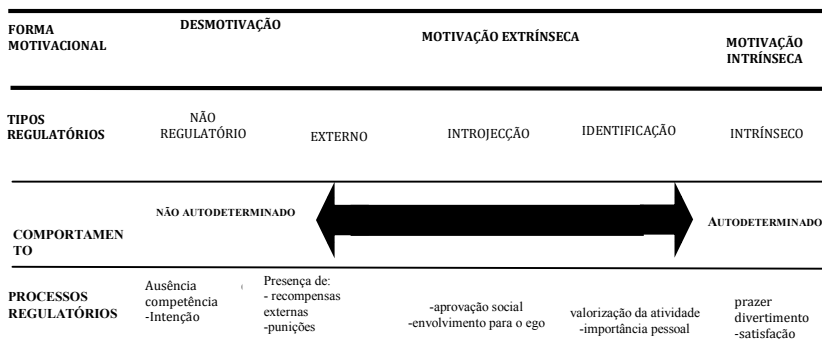 FORMA
MOTIVACIONAL
DESMOTIVAÇÃO
MOTIVAÇÃO EXTRÍNSECA
MOTIVAÇÃO
INTRÍNSECA
TIPOS
REGULATÓRIOS
NÃO
REGULATÓRIO
EXTERNO
INTROJECÇÃO
IDENTIFICAÇÃO
INTRÍNSECO
COMPORTAMEN
TO
NÃO AUTODETERMINADO
AUTODETERMINADO
PROCESSOS
REGULATÓRIOS
Ausência
competência
-Intenção
Presença de:
- recompensas
externas
-punições
-aprovação social
-envolvimento para o ego
valorização da atividade
-importância pessoal
prazer
divertimento
-satisfação